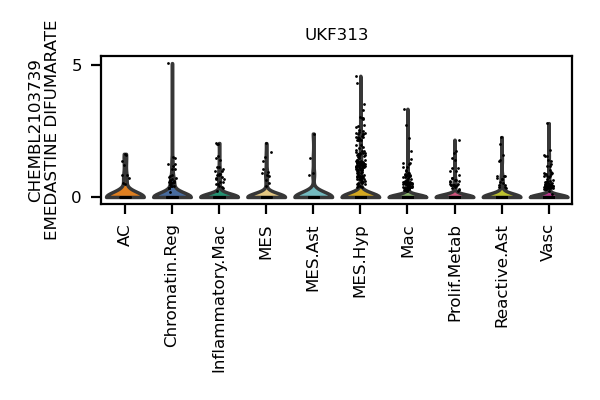 UKF313
CHEMBL2103739
EMEDASTINE DIFUMARATE
5
0
AC
Chromatin.Reg
Inflammatory.Mac
MES
MES.Ast
MES.Hyp
Mac
Prolif.Metab
Reactive.Ast
Vasc